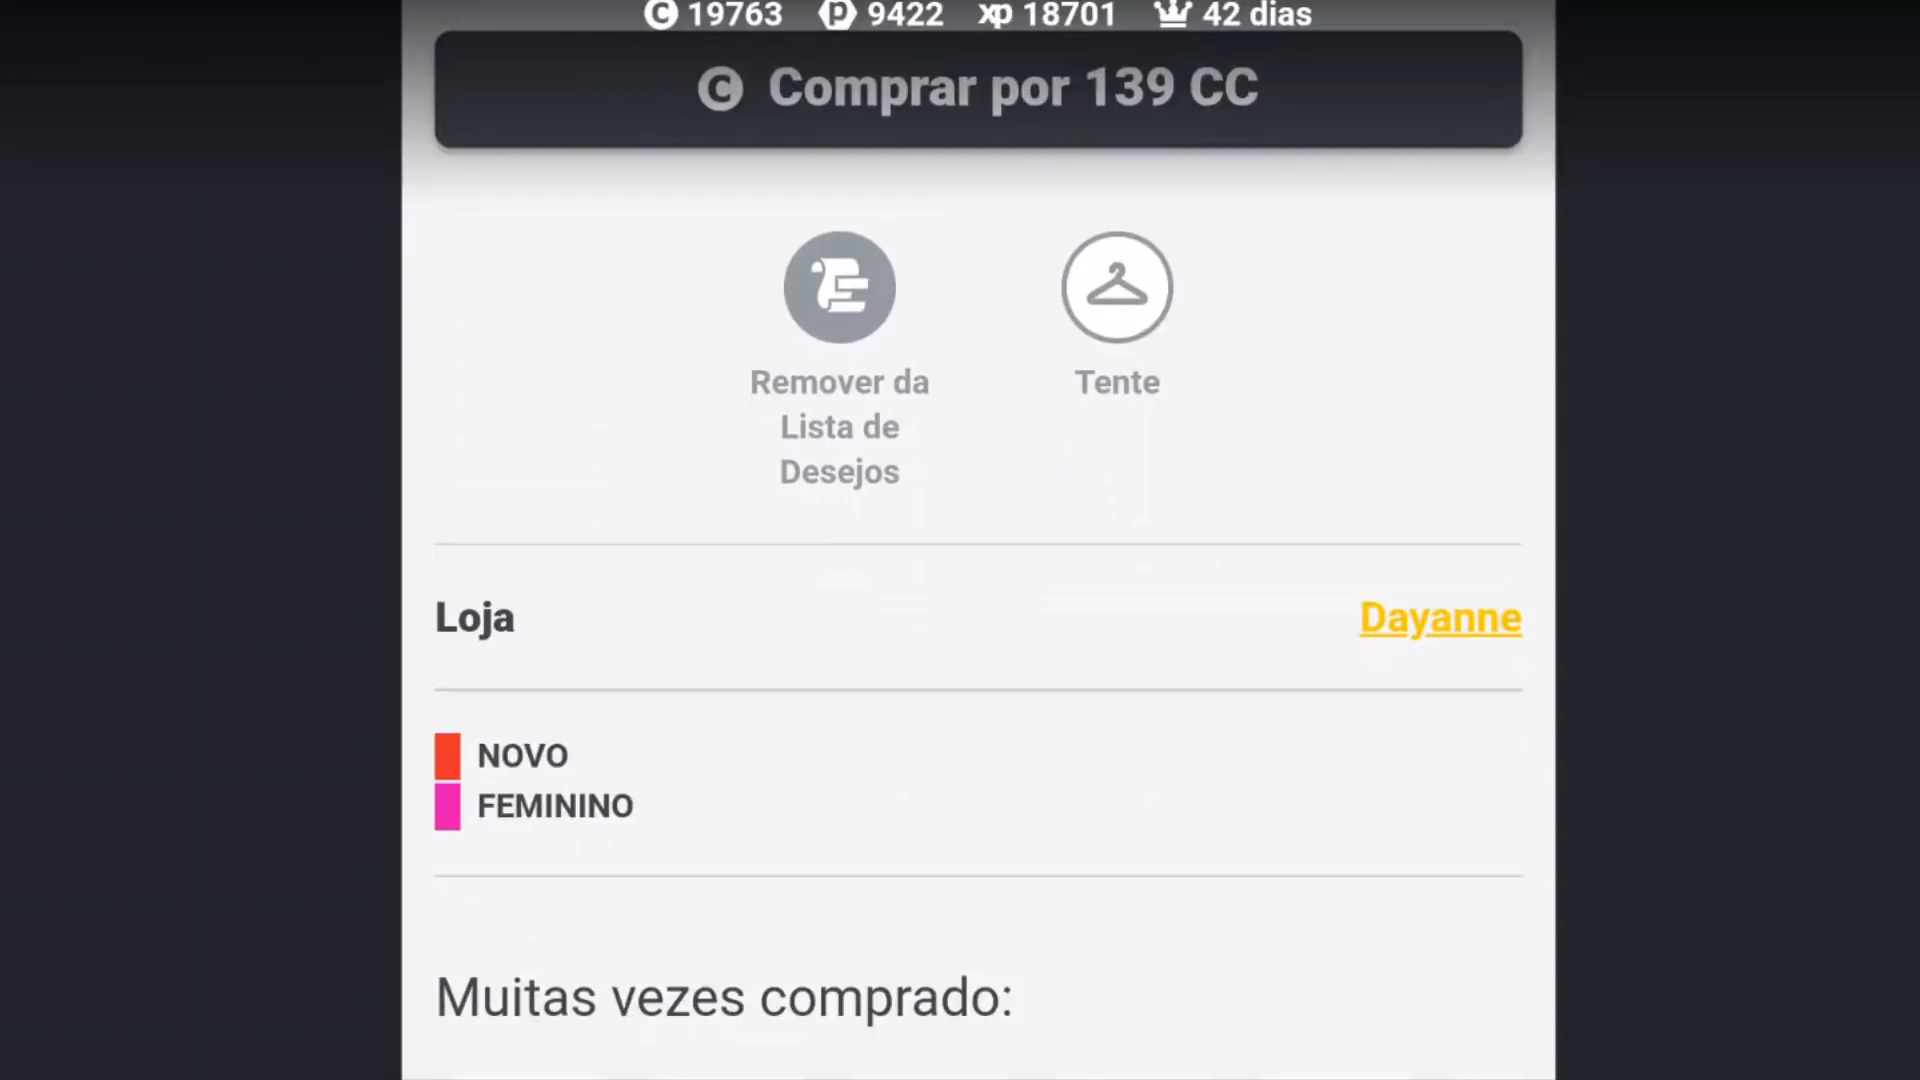 C 19763 P 9422 xp 18701 42 dias
C Comprar por 139 CC
Remover da
Lista de
Desejos
Tente
Loja
Dayanne
NOVO
FEMININO
Muitas vezes comprado: